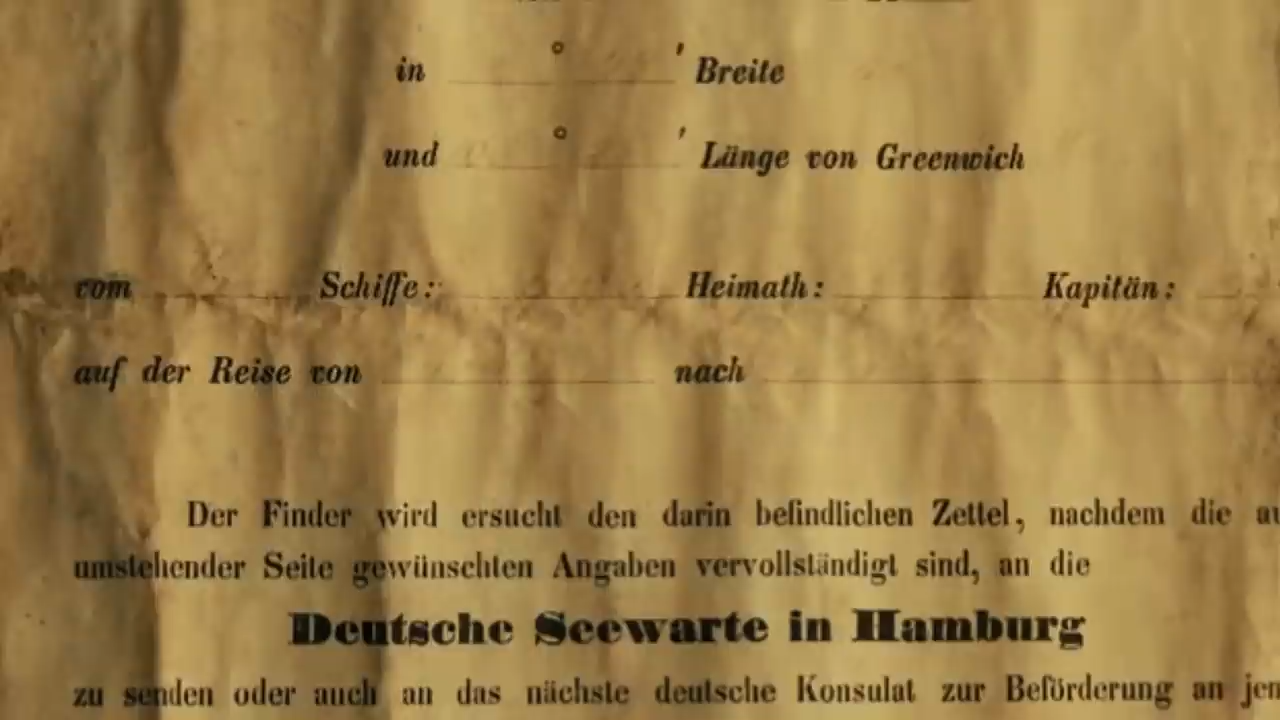 in ° ' Breite
und ° ' Länge von Greenwich
vom Schiffe: Heimath: Kapitän:
auf der Reise von nach
Der Finder wird ersucht den darin befindlichen Zettel, nachdem die
umstehender Seite gewünschten Angaben vervollständigt sind, an die
Deutsche Seewarte in Hamburg
zu senden oder auch an das nächste deutsche Konsulat zur Beförderung an